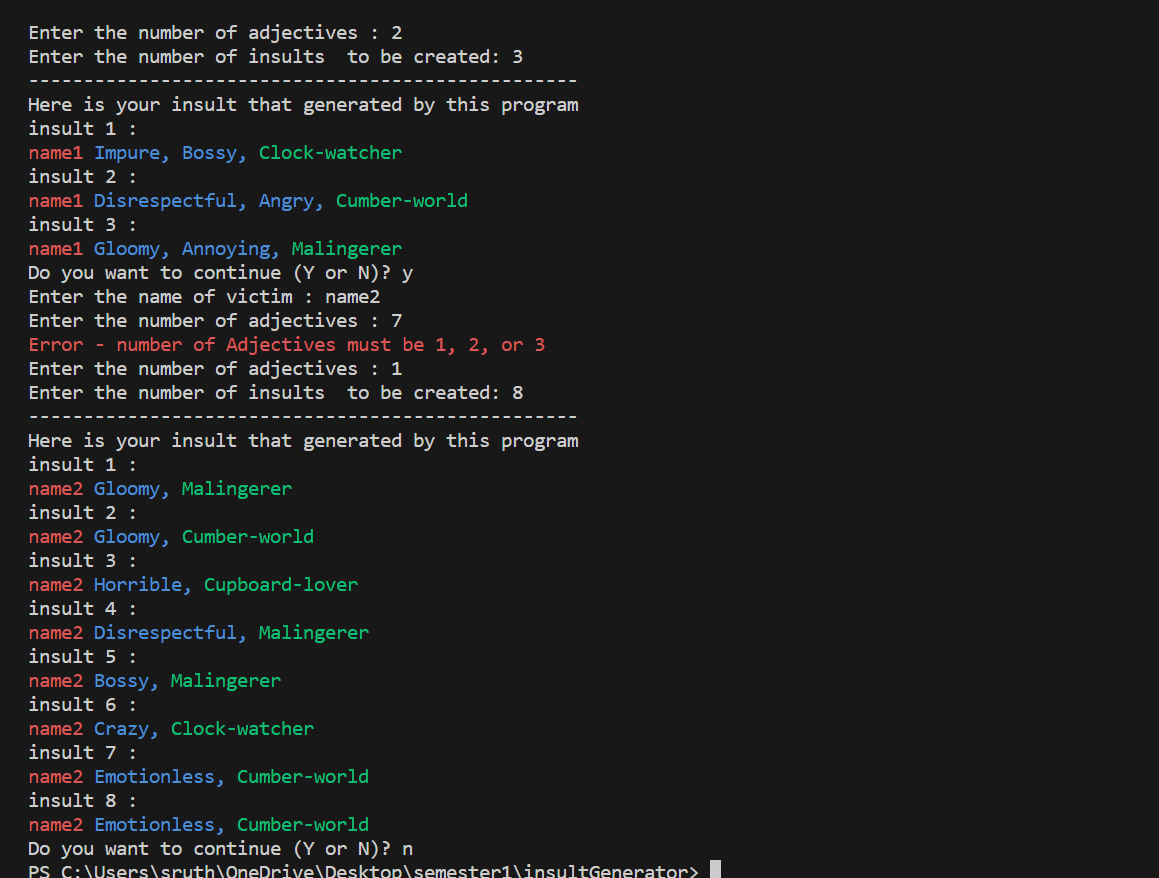 Enter the number of adjectives : 2
Enter the number of insults  to be created: 3
--------------------------------------------------
Here is your insult that generated by this program
insult 1 :
name1 Impure, Bossy, Clock-watcher
insult 2 :
name1 Disrespectful, Angry, Cumber-world
insult 3 :
name1 Gloomy, Annoying, Malingerer
Do you want to continue (Y or N)? y
Enter the name of victim : name2
Enter the number of adjectives : 7
Error - number of Adjectives must be 1, 2, or 3
Enter the number of adjectives : 1
Enter the number of insults  to be created: 8
--------------------------------------------------
Here is your insult that generated by this program
insult 1 :
name2 Gloomy, Malingerer
insult 2 :
name2 Gloomy, Cumber-world
insult 3 :
name2 Horrible, Cupboard-lover
insult 4 :
name2 Disrespectful, Malingerer
insult 5 :
name2 Bossy, Malingerer
insult 6 :
name2 Crazy, Clock-watcher
insult 7 :
name2 Emotionless, Cumber-world
insult 8 :
name2 Emotionless, Cumber-world
Do you want to continue (Y or N)? n
PS C:\Users\sruth\OneDrive\Desktop\semester1\insultGenerator>